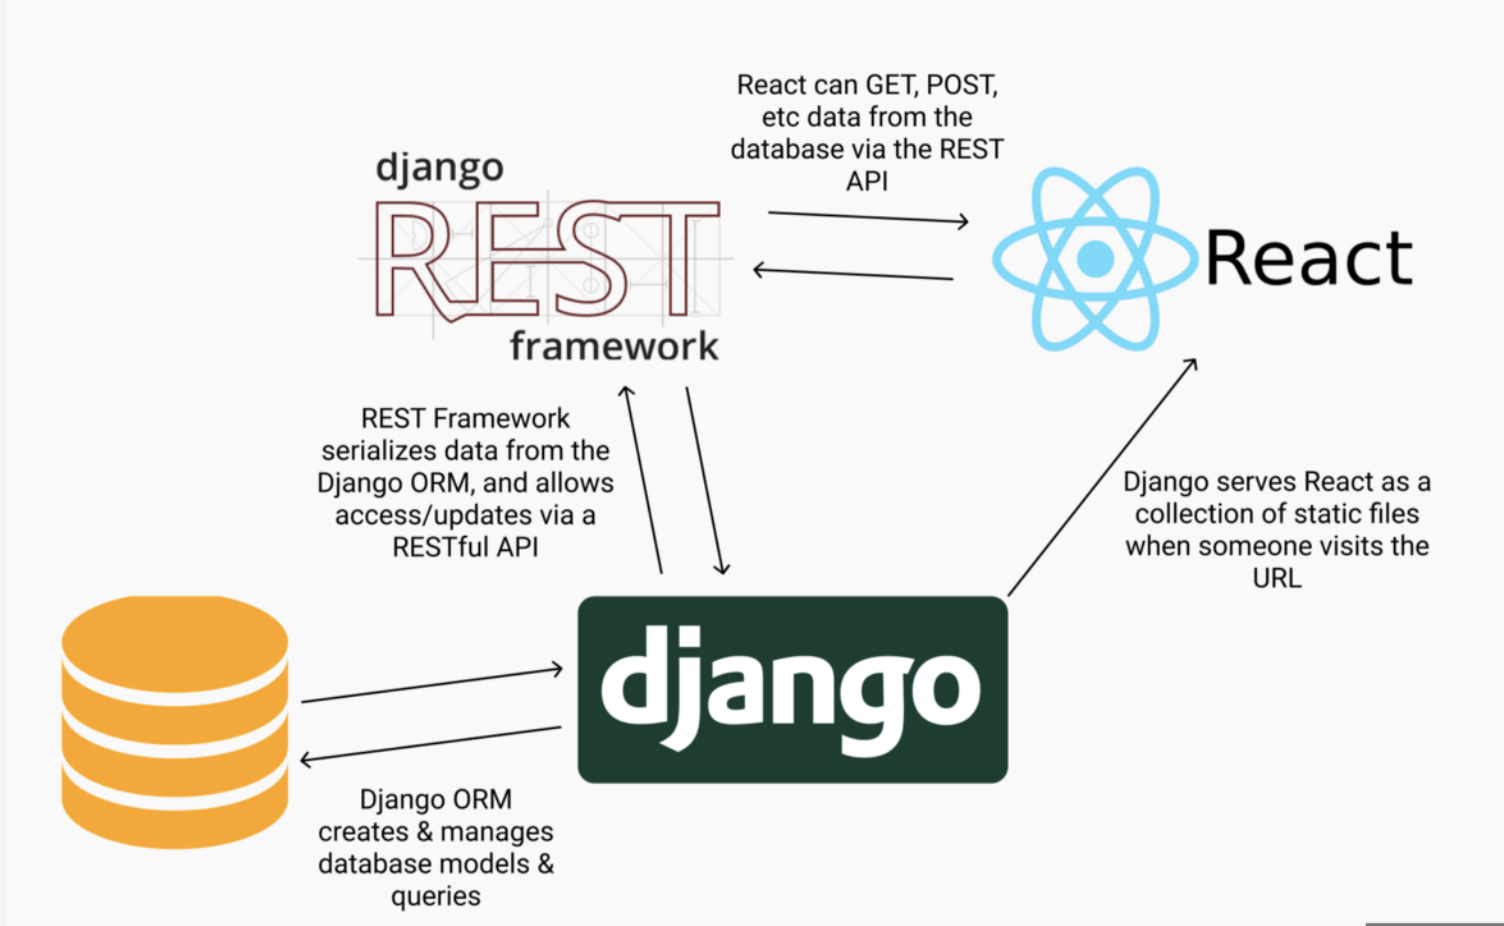 React can GET, POST,
etc data from the
database via the REST
API
django
REST
framework
React
REST Framework
serializes data from the
Django ORM, and allows
access/updates via a
RESTful API
Django serves React as a
collection of static files
when someone visits the
URL
django
Django ORM
creates & manages
database models &
queries